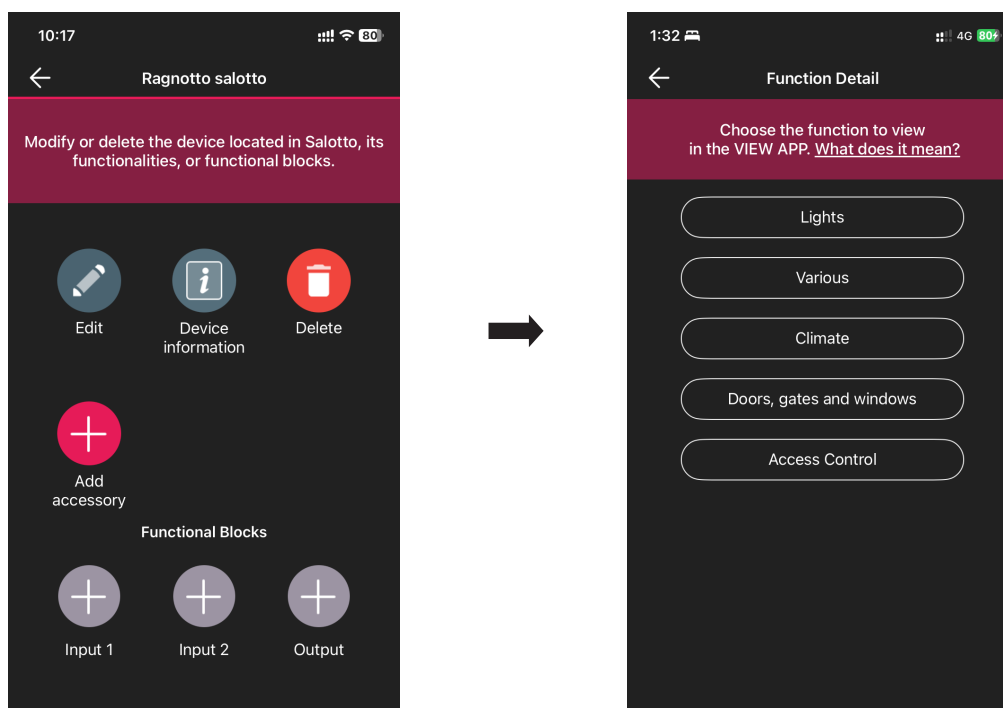 10:17
80
Ragnotto salotto
Modify or delete the device located in Salotto, its
functionalities, or functional blocks.
Edit
Device
information
Delete
Add
accessory
Functional Blocks
Input 1
Input 2
Output
1:32
4G 80
Function Detail
Choose the function to view
in the VIEW APP. What does it mean?
Lights
Various
Climate
Doors, gates and windows
Access Control